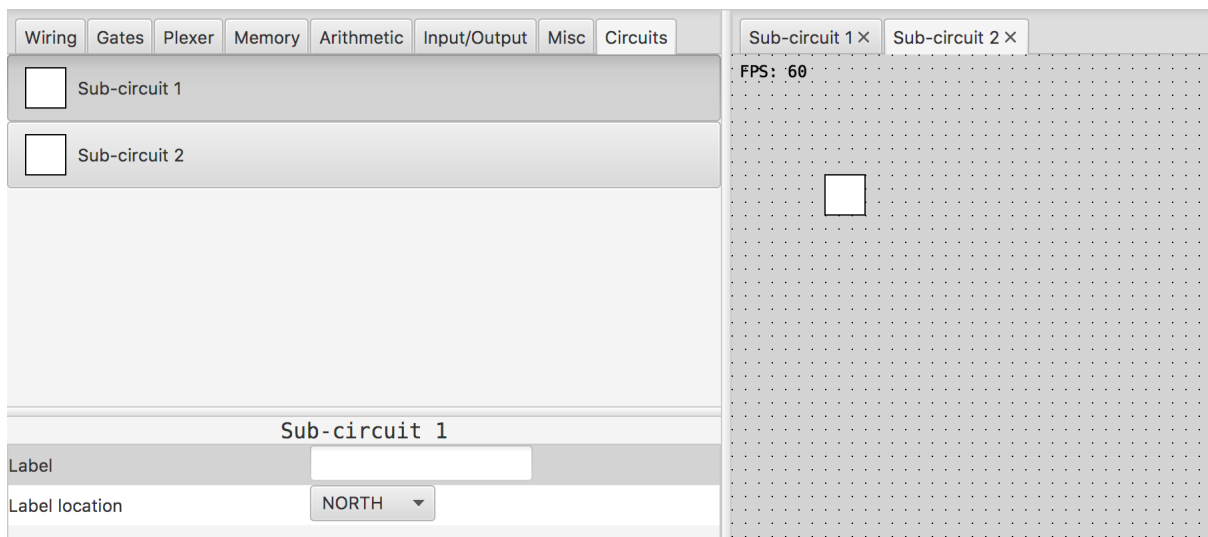 Wiring Gates Plexer Memory Arithmetic Input/Output Misc Circuits
Sub-circuit 1
Sub-circuit 2
Sub-circuit 1
Label
Label location NORTH
Sub-circuit 1 × Sub-circuit 2 ×
FPS: 60